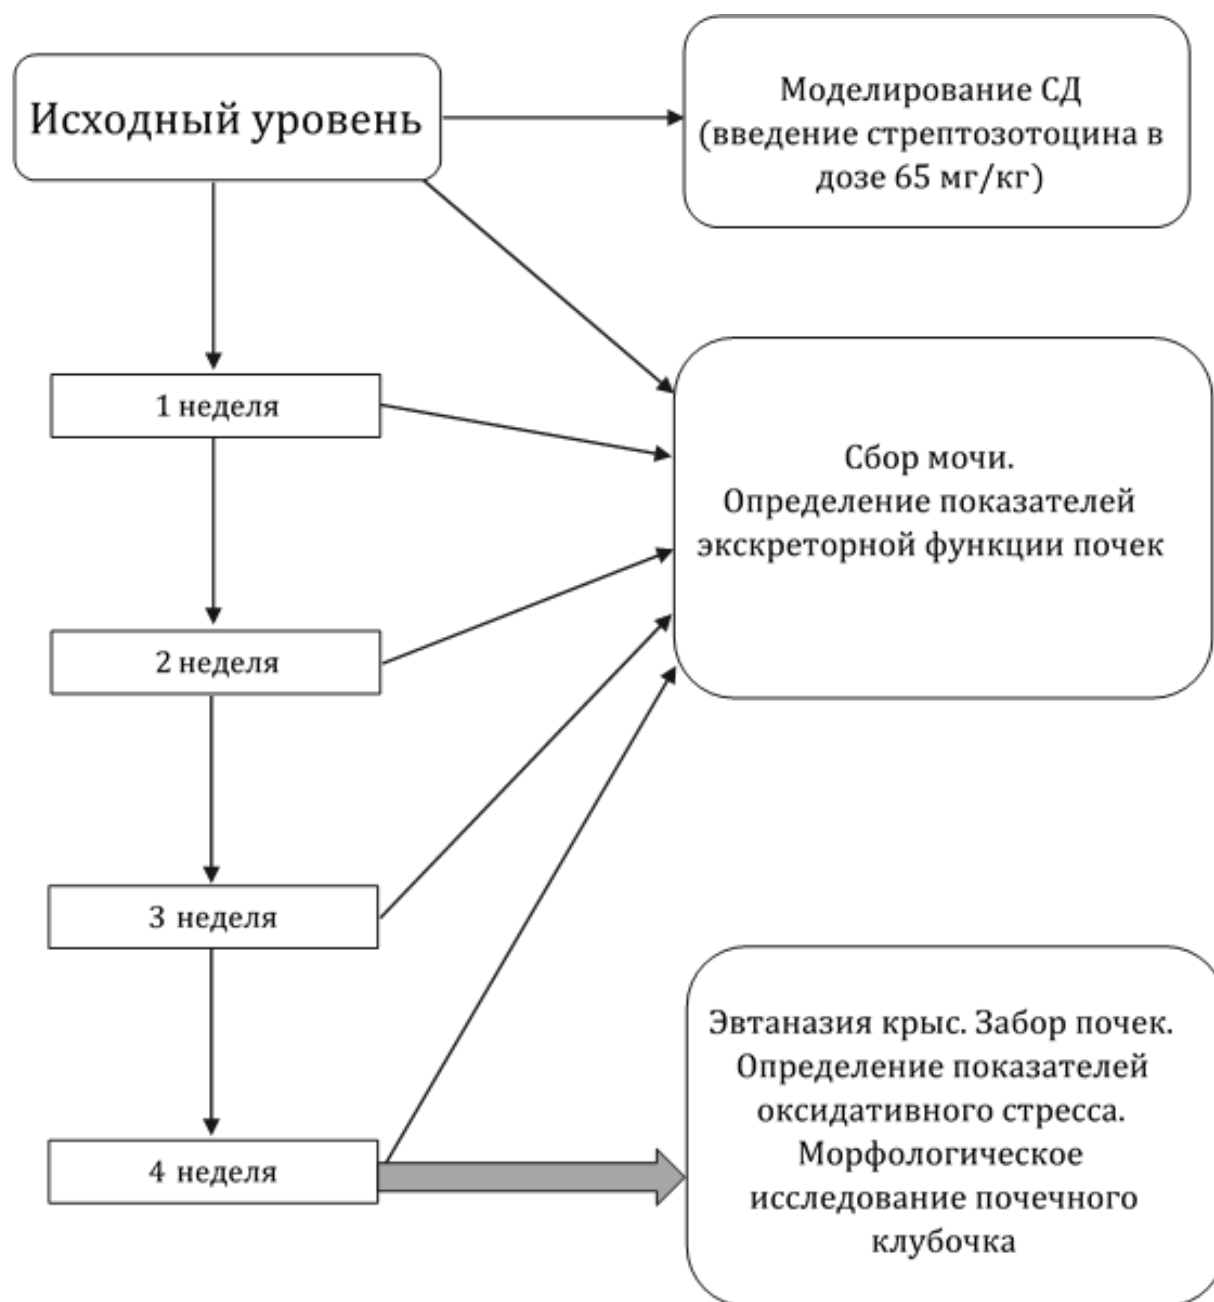 Исходный уровень
Моделирование СД
(введение стрептозотоцина в
дозе 65 мг/кг)
1 неделя
Сбор мочи.
Определение показателей
экскреторной функции почек
2 неделя
3 неделя
Эвтаназия крыс. Забор почек.
Определение показателей
оксидативного стресса.
Морфологическое
исследование почечного
клубочка
4 неделя